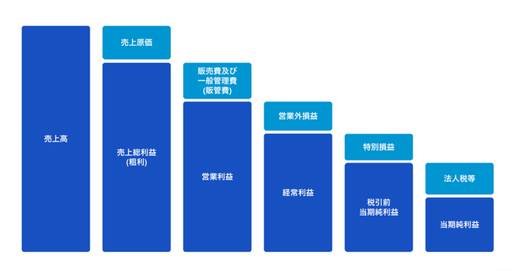 売上高
売上原価
売上総利益
(粗利)
販売費及び
一般管理費
(販管費)
営業利益
営業外損益
経常利益
特別損益
税引前
当期純利益
法人税等
当期純利益